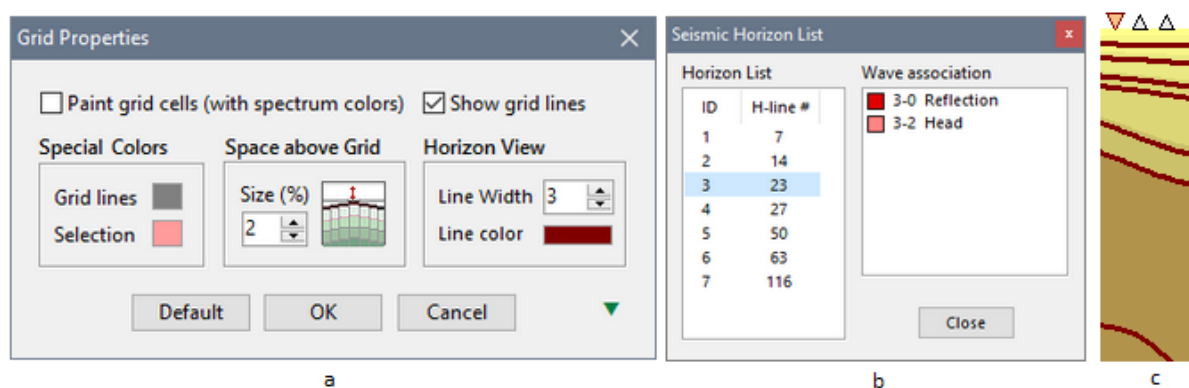 Grid Properties
Paint grid cells (with spectrum colors)
Show grid lines
Special Colors
Space above Grid
Horizon View
Grid lines
Selection
Size (%)
2
Line Width 3
Line color
Default
OK
Cancel
a
Seismic Horizon List
x
Horizon List
ID H-line #
1 7
2 14
3 23
4 27
5 50
6 63
7 116
Wave association
3-0 Reflection
3-2 Head
Close
b
c